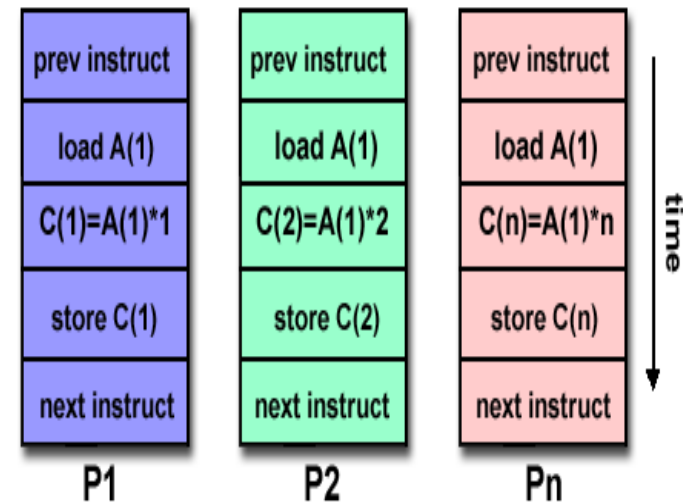 prev instruct
load A(1)
C(1)=A(1)*1
store C(1)
next instruct
P1
prev instruct
load A(1)
C(2)=A(1)*2
store C(2)
next instruct
P2
prev instruct
load A(1)
C(n)=A(1)*n
store C(n)
next instruct
Pn
time